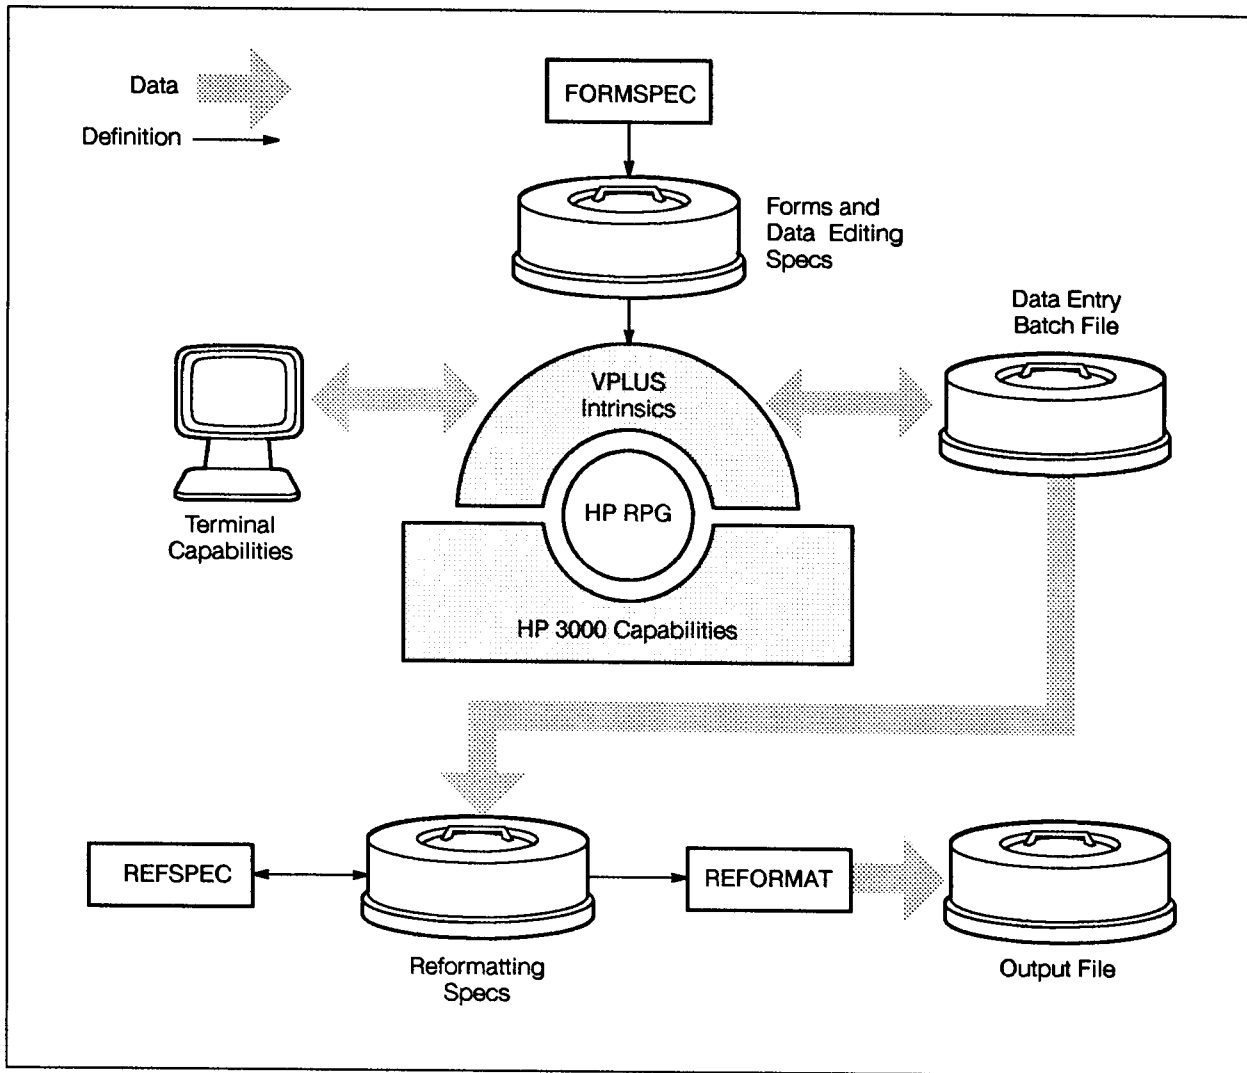 Data
Definition
FORMSPEC
Forms and
Data Editing
Specs
Data Entry
Batch File
VPLUS
Intrinsics
HP RPG
Terminal
Capabilities
HP 3000 Capabilities
REFSPEC
REFORMAT
Reformatting
Specs
Output File